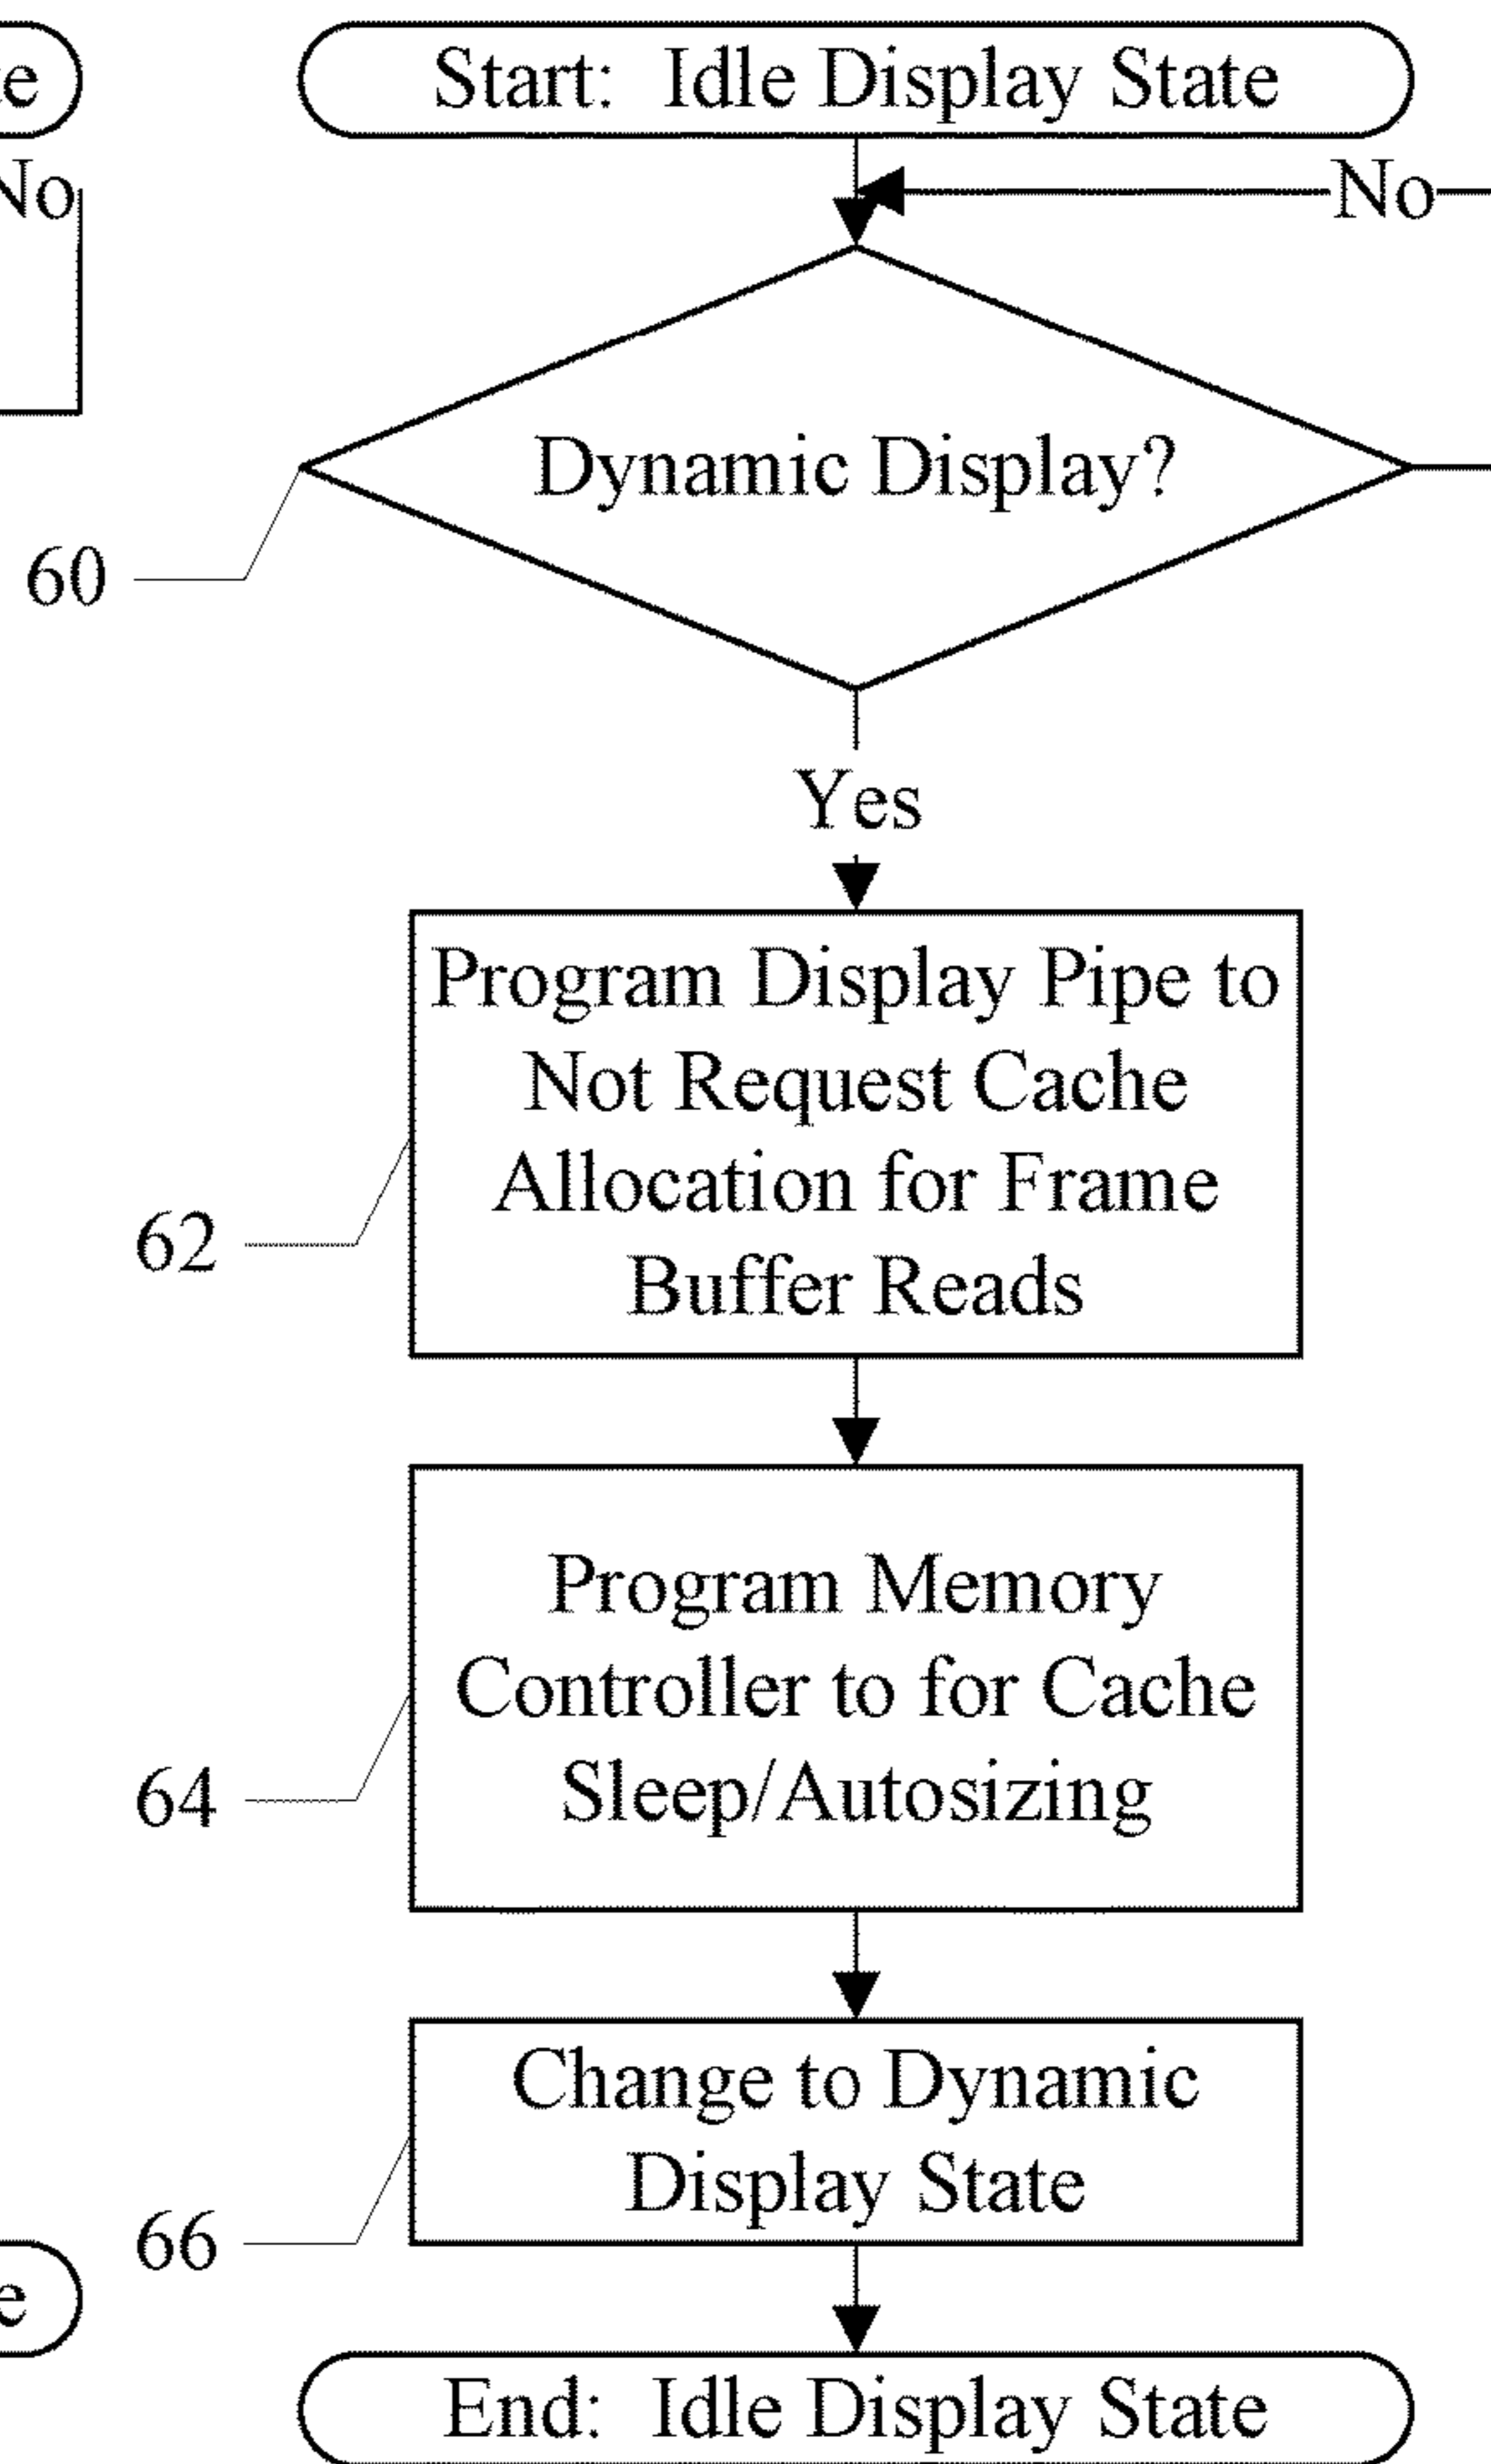 Start: Idle Display State
No
No
Dynamic Display?
60
Yes
Program Display Pipe to
Not Request Cache
Allocation for Frame
Buffer Reads
62
Program Memory
Controller to for Cache
Sleep/Autosizing
64
Change to Dynamic
Display State
66
End: Idle Display State